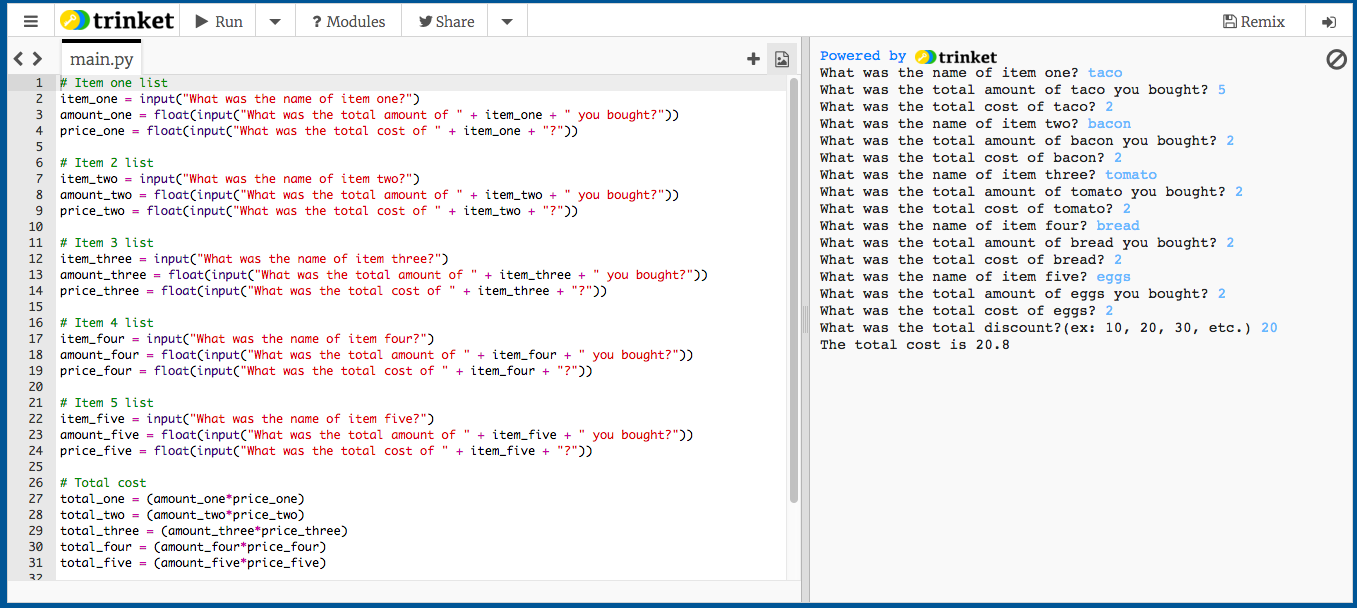 trinket Run ? Modules Share Remix
main.py
1 # Item one list
2 item_one = input("What was the name of item one?")
3 amount_one = float(input("What was the total amount of " + item_one + " you bought?"))
4 price_one = float(input("What was the total cost of " + item_one + "?"))
5
6 # Item 2 list
7 item_two = input("What was the name of item two?")
8 amount_two = float(input("What was the total amount of " + item_two + " you bought?"))
9 price_two = float(input("What was the total cost of " + item_two + "?"))
10
11 # Item 3 list
12 item_three = input("What was the name of item three?")
13 amount_three = float(input("What was the total amount of " + item_three + " you bought?"))
14 price_three = float(input("What was the total cost of " + item_three + "?"))
15
16 # Item 4 list
17 item_four = input("What was the name of item four?")
18 amount_four = float(input("What was the total amount of " + item_four + " you bought?"))
19 price_four = float(input("What was the total cost of " + item_four + "?"))
20
21 # Item 5 list
22 item_five = input("What was the name of item five?")
23 amount_five = float(input("What was the total amount of " + item_five + " you bought?"))
24 price_five = float(input("What was the total cost of " + item_five + "?"))
25
26 # Total cost
27 total_one = (amount_one*price_one)
28 total_two = (amount_two*price_two)
29 total_three = (amount_three*price_three)
30 total_four = (amount_four*price_four)
31 total_five = (amount_five*price_five)
32
Powered by trinket
What was the name of item one? taco
What was the total amount of taco you bought? 5
What was the total cost of taco? 2
What was the name of item two? bacon
What was the total amount of bacon you bought? 2
What was the total cost of bacon? 2
What was the name of item three? tomato
What was the total amount of tomato you bought? 2
What was the total cost of tomato? 2
What was the name of item four? bread
What was the total amount of bread you bought? 2
What was the total cost of bread? 2
What was the name of item five? eggs
What was the total amount of eggs you bought? 2
What was the total cost of eggs? 2
What was the total discount?(ex: 10, 20, 30, etc.) 20
The total cost is 20.8